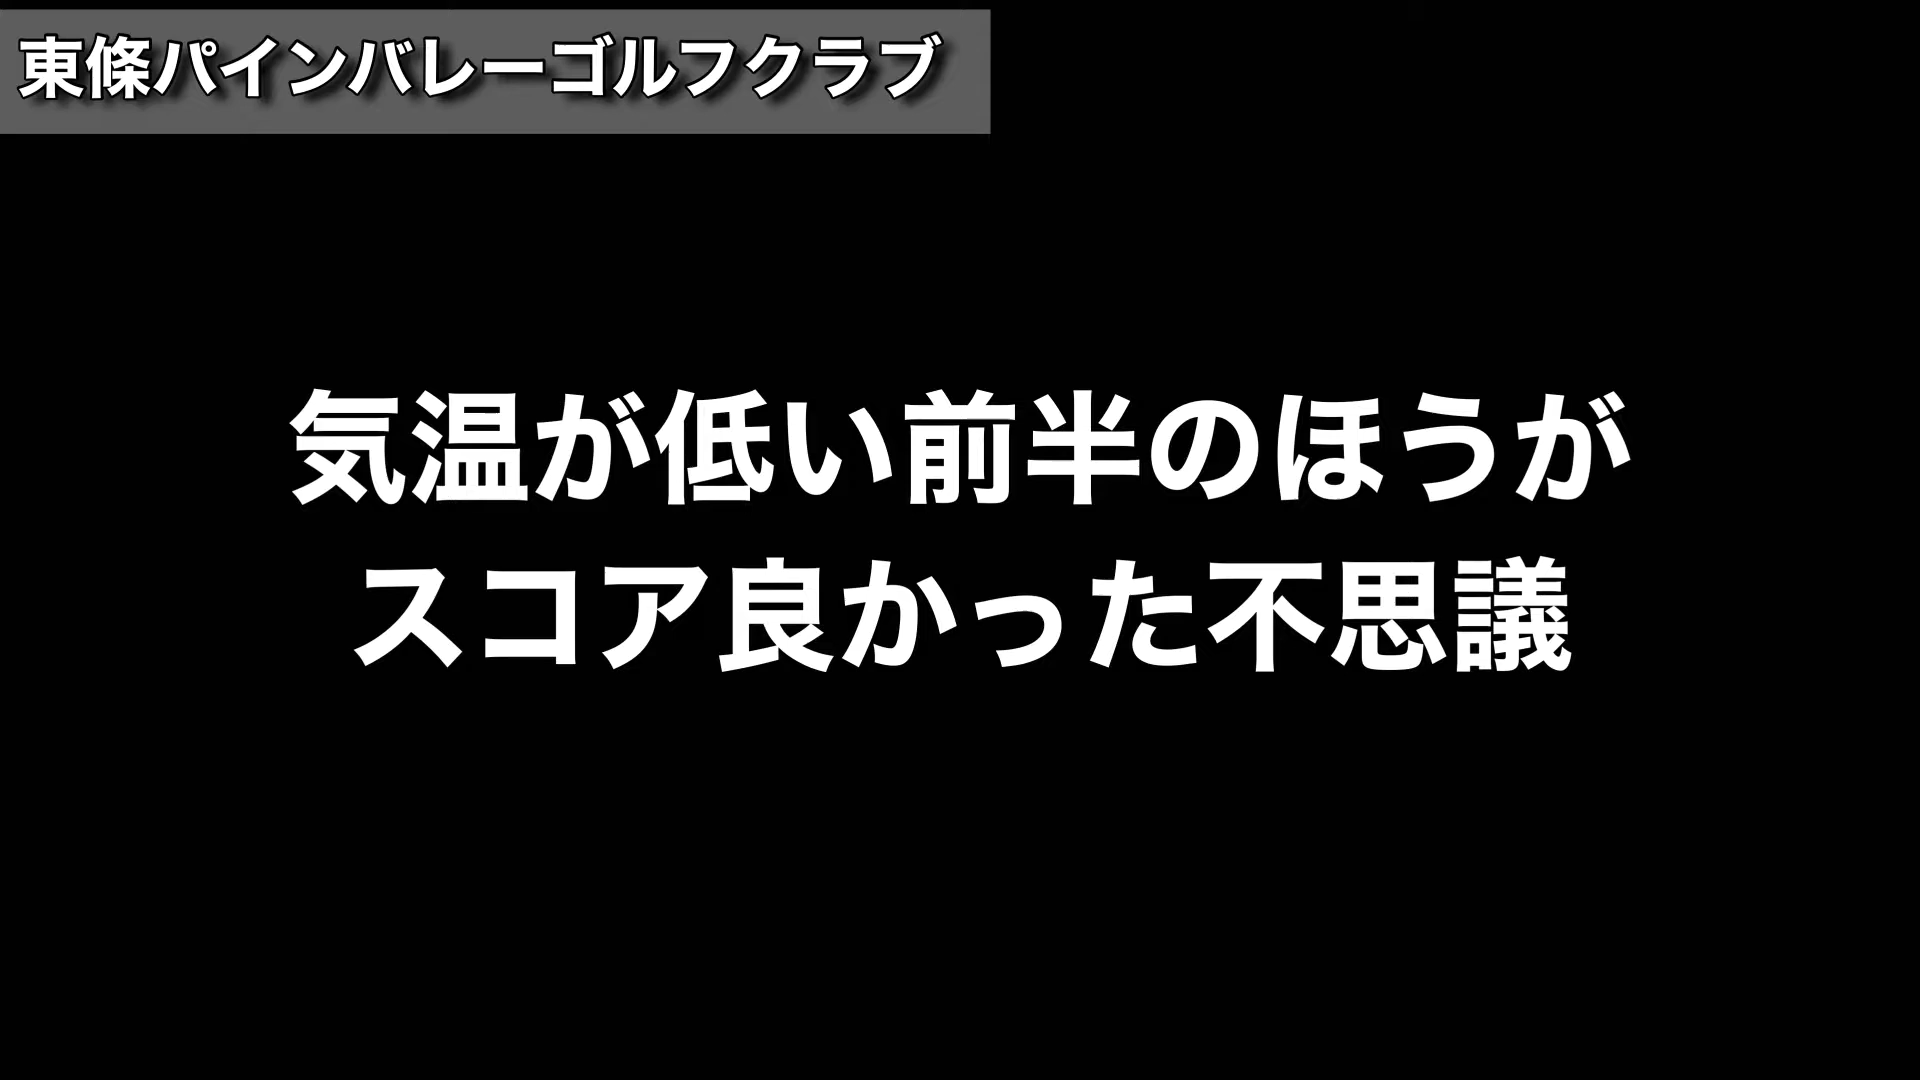 東條パインバレーゴルフクラブ
気温が低い前半のほうが
スコア良かった不思議